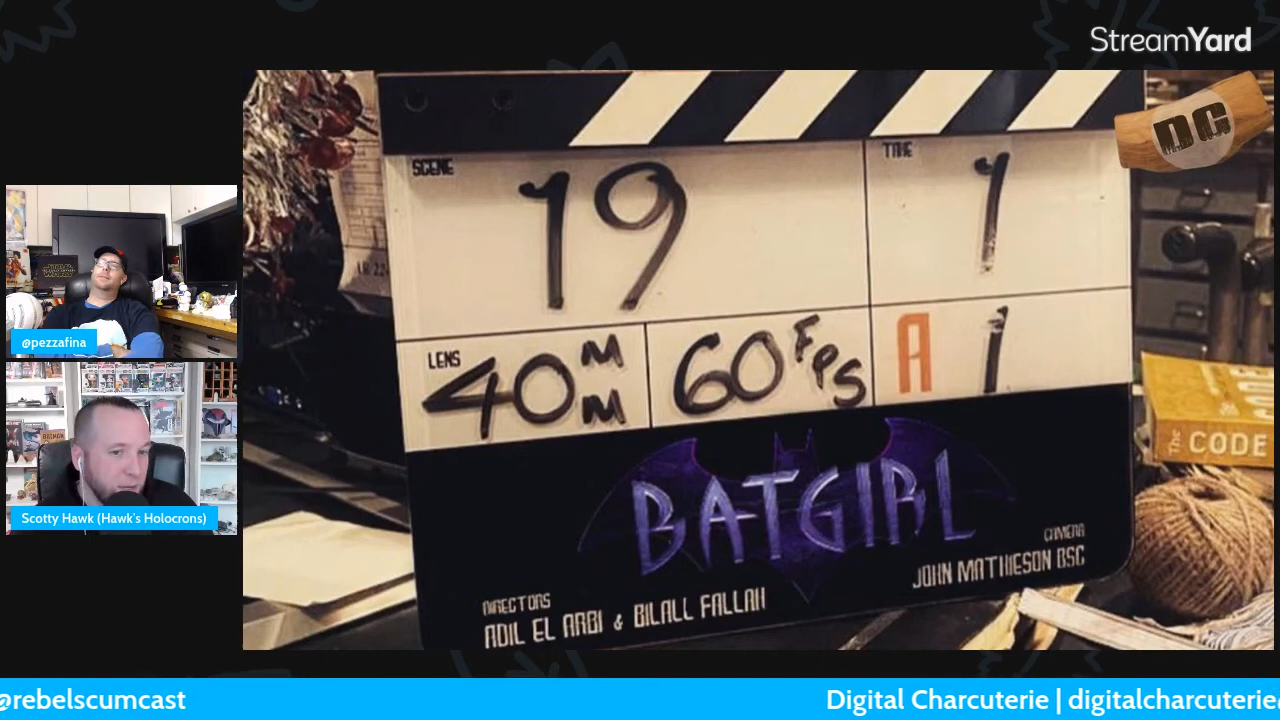 StreamYard
DC
SCENE
19
TAKE
1
LENS
40MM
60FPS
A 1
BATGIRL
CAMERA
JOHN MATHIESON BSC
DIRECTORS
ADIL EL ARBI & BILALL FALLAH
The
CODE
@pezzafina
Scotty Hawk (Hawk's Holocrons)
@rebelscumcast
Digital Charcuterie | digitalcharcuterie